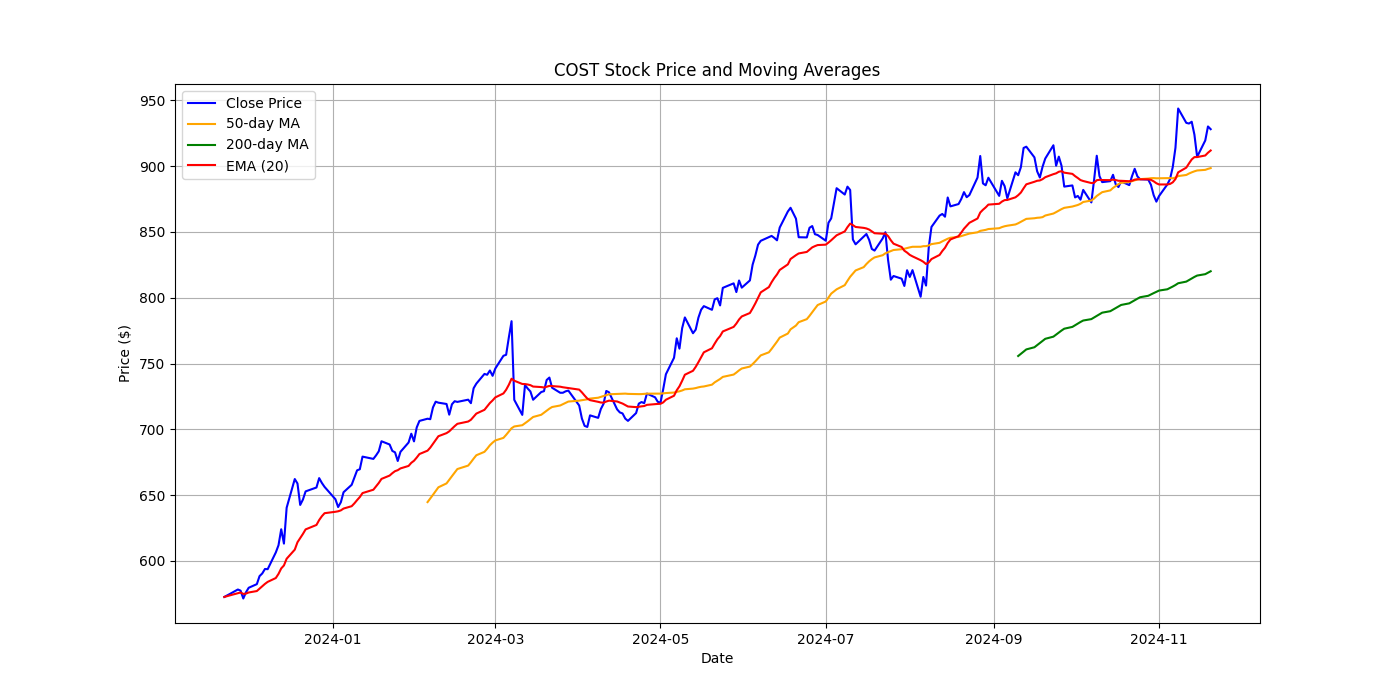 COST Stock Price and Moving Averages
Close Price
50-day MA
200-day MA
EMA (20)
950
900
850
800
750
700
650
600
Price ($)
2024-01
2024-03
2024-05
2024-07
2024-09
2024-11
Date